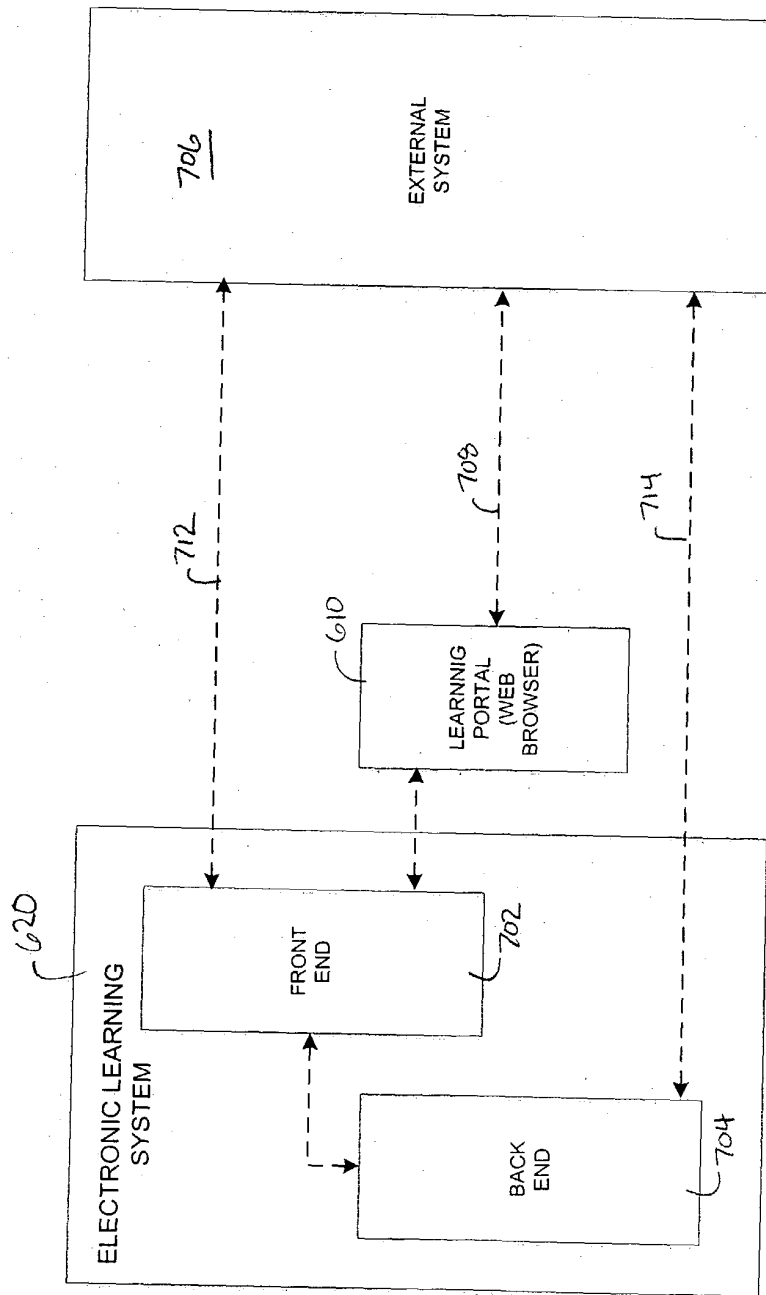 ELECTRONIC LEARNING
SYSTEM
620
FRONT
END
702
BACK
END
704
LEARNNIG
PORTAL
(WEB
BROWSER)
610
712
708
714
706
EXTERNAL
SYSTEM